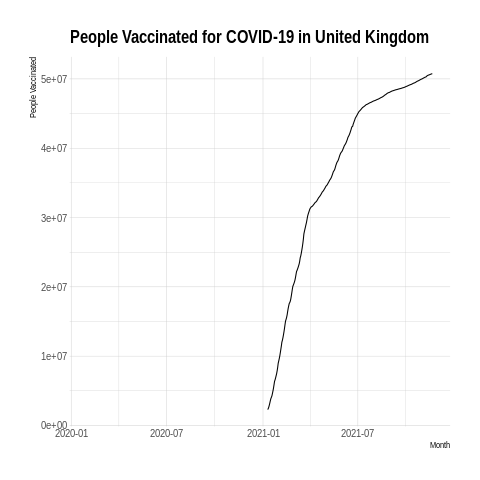 People Vaccinated for COVID-19 in United Kingdom
People Vaccinated
5e+07
4e+07
3e+07
2e+07
1e+07
0e+00
2020-01 2020-07 2021-01 2021-07
Month